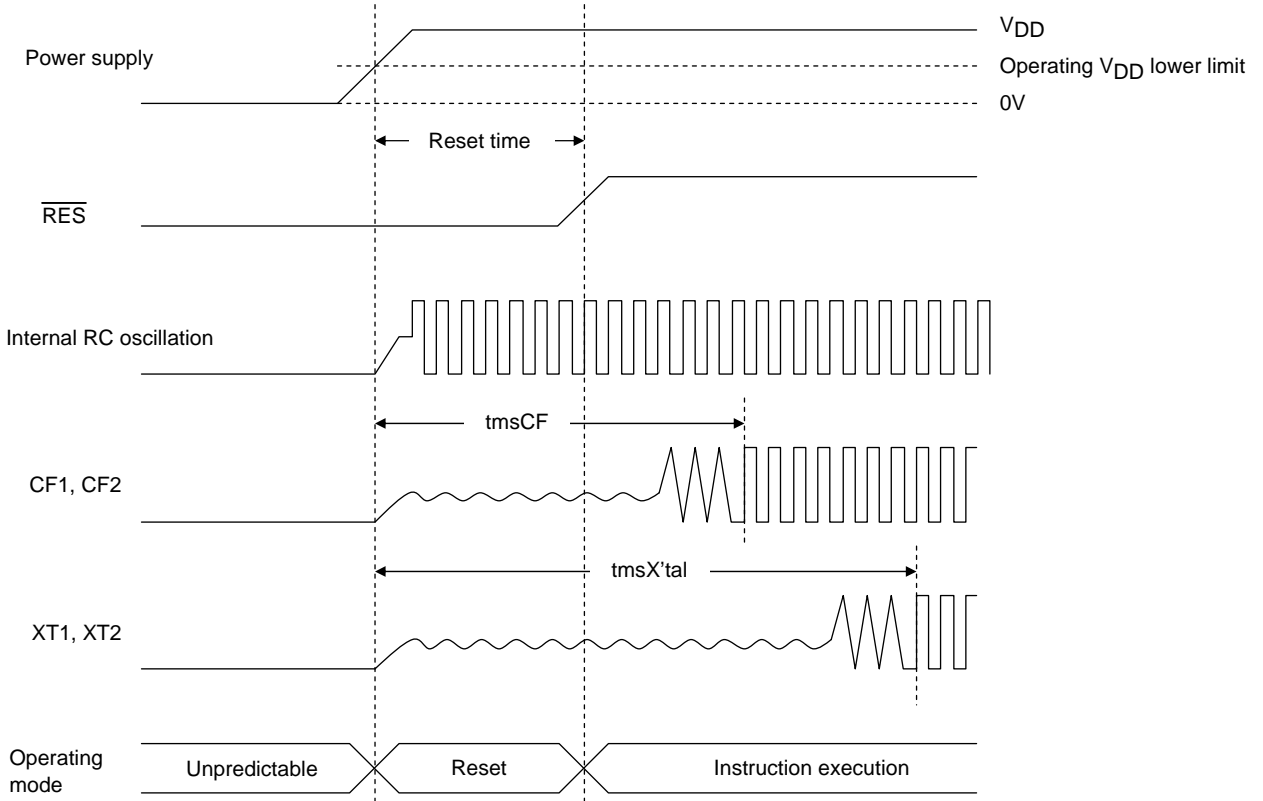 VDD
Power supply
Operating VDD lower limit
0V
Reset time
RES
Internal RC oscillation
tmsCF
CF1, CF2
tmsX'tal
XT1, XT2
Operating
mode
Unpredictable
Reset
Instruction execution